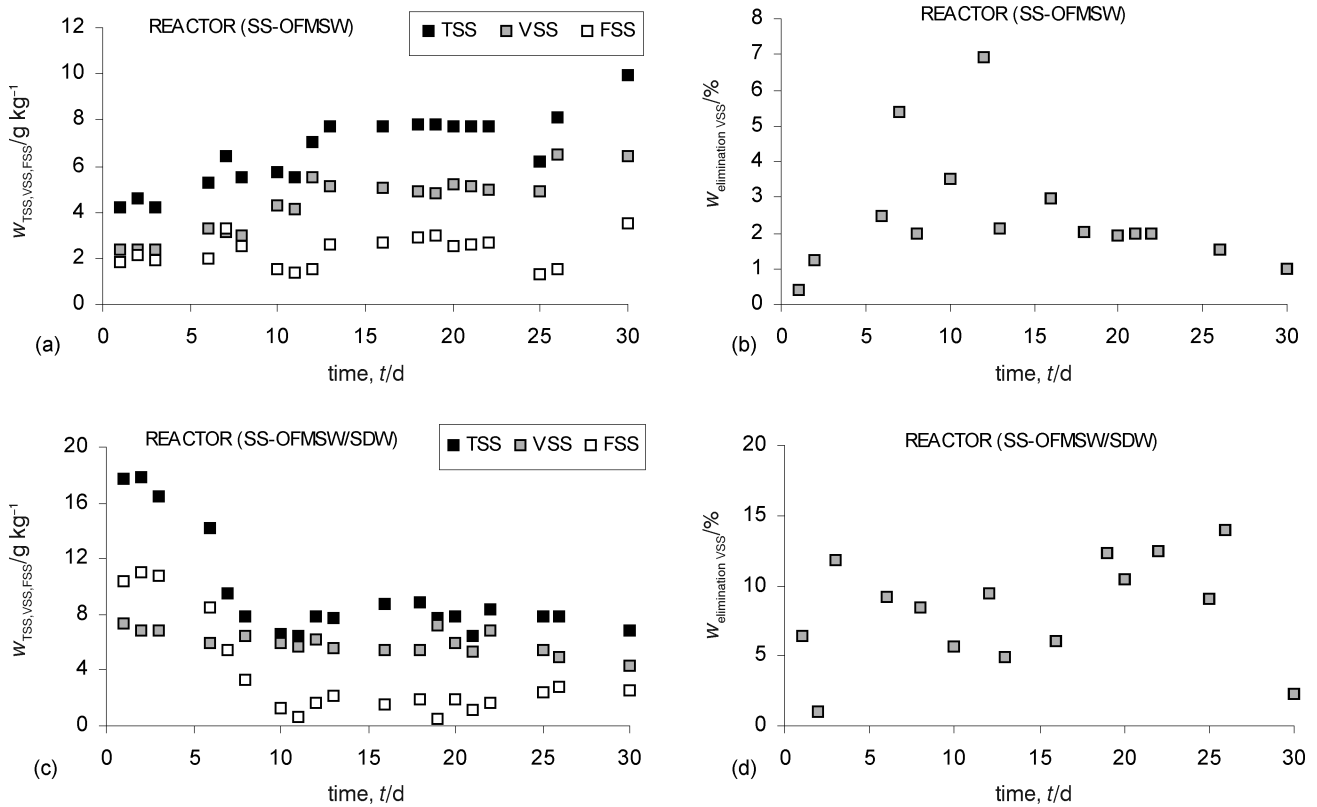 REACTOR (SS-OFMSW)
TSS VSS FSS
12
10
8
6
4
2
0
w TSS,VSS,FSS/g kg⁻¹
0 5 10 15 20 25 30
(a)
time, t/d
REACTOR (SS-OFMSW)
8
7
6
5
4
3
2
1
0
w elimination VSS/%
0 5 10 15 20 25 30
(b)
time, t/d
REACTOR (SS-OFMSW/SDW)
TSS VSS FSS
20
16
12
8
4
0
w TSS,VSS,FSS/g kg⁻¹
0 5 10 15 20 25 30
(c)
time, t/d
REACTOR (SS-OFMSW/SDW)
20
15
10
5
0
w elimination VSS/%
0 5 10 15 20 25 30
(d)
time, t/d